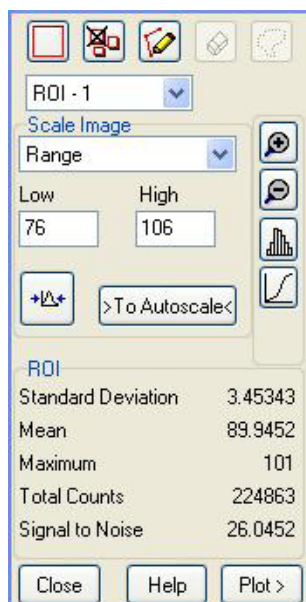 ROI - 1
Scale Image
Range
Low High
76 106
>To Autoscale<
ROI
Standard Deviation 3.45343
Mean 89.9452
Maximum 101
Total Counts 224863
Signal to Noise 26.0452
Close Help Plot >